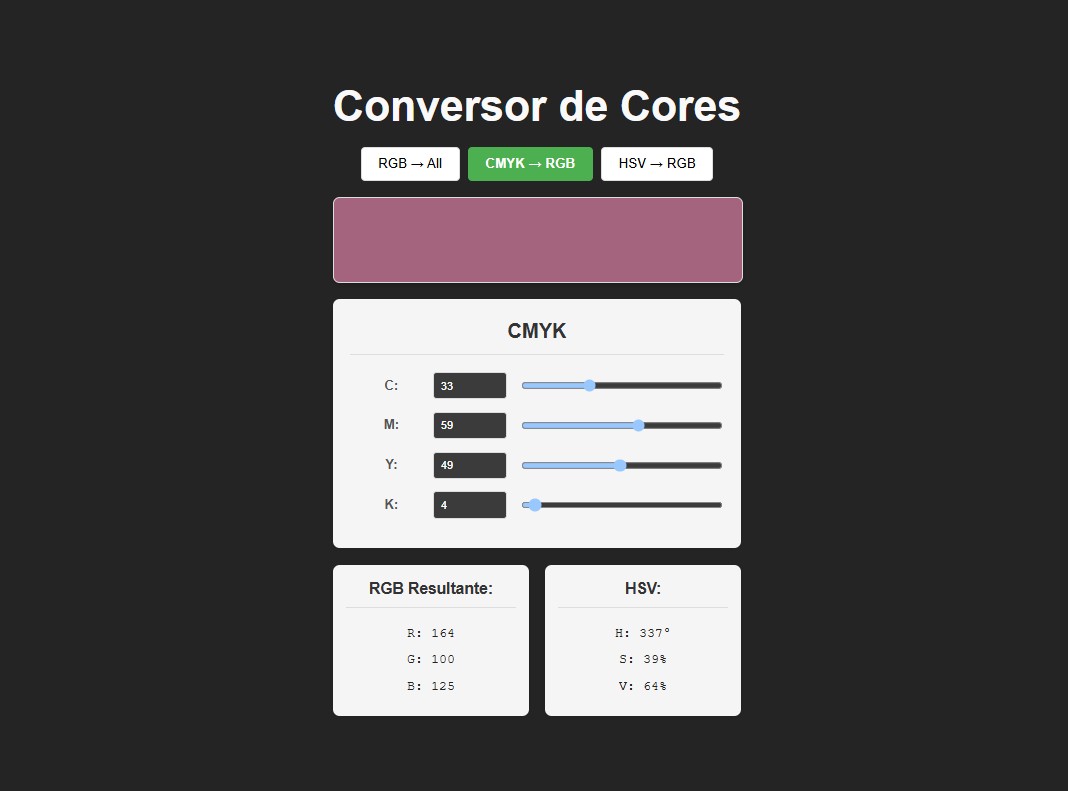 Conversor de Cores
RGB → All
CMYK → RGB
HSV → RGB
CMYK
C: 33
M: 59
Y: 49
K: 4
RGB Resultante:
R: 164
G: 100
B: 125
HSV:
H: 337°
S: 39%
V: 64%